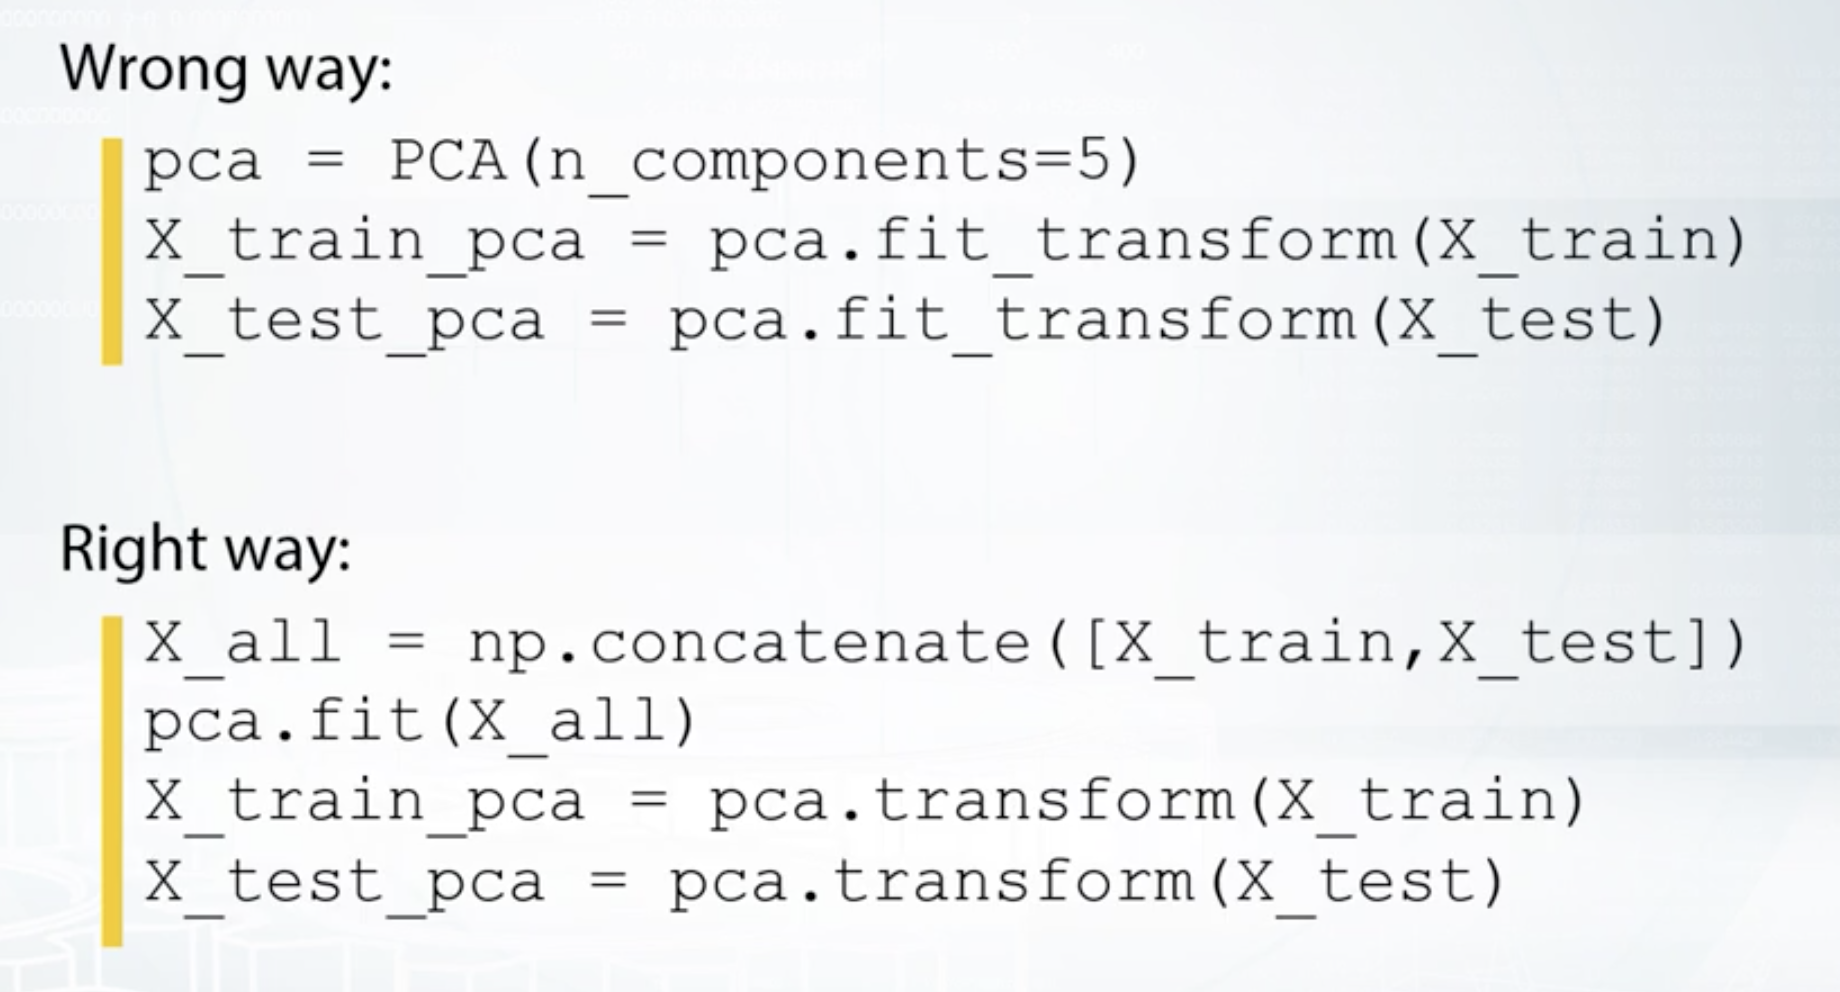 Wrong way:
pca = PCA(n_components=5)
X_train_pca = pca.fit_transform(X_train)
X_test_pca = pca.fit_transform(X_test)
Right way:
X_all = np.concatenate([X_train,X_test])
pca.fit(X_all)
X_train_pca = pca.transform(X_train)
X_test_pca = pca.transform(X_test)